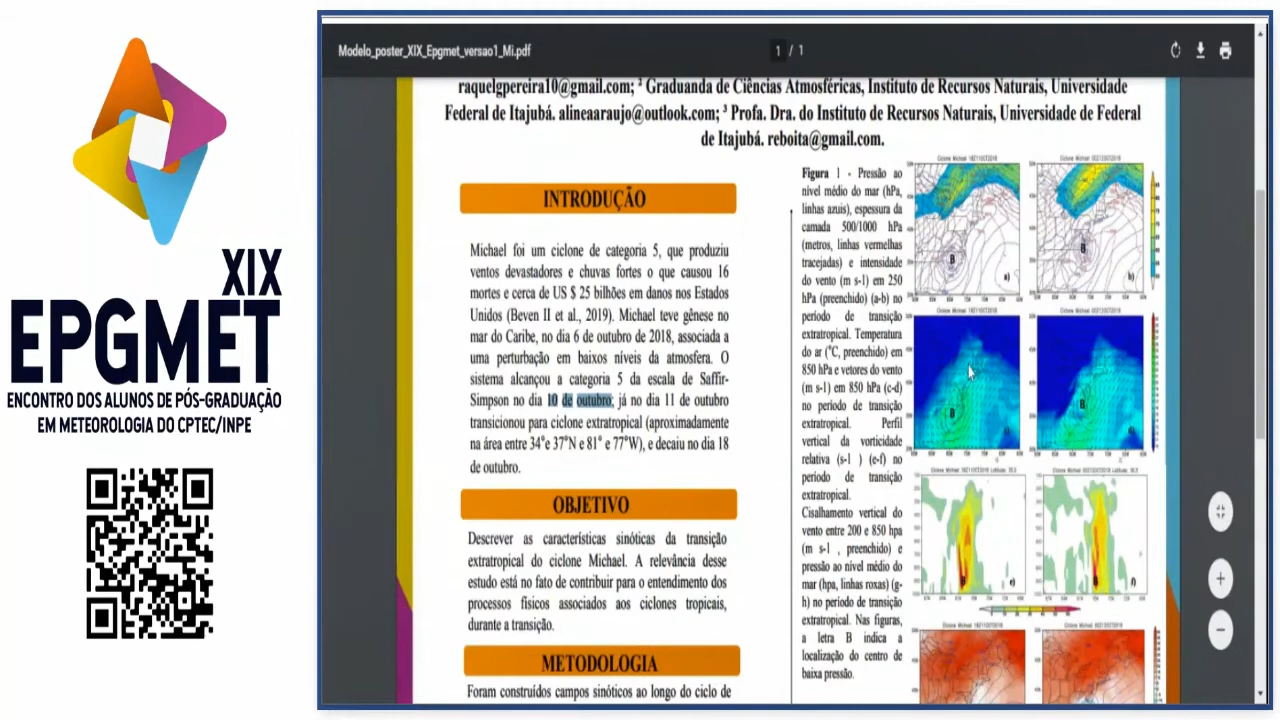 XIX
EPGMET
ENCONTRO DOS ALUNOS DE PÓS-GRADUAÇÃO
EM METEOROLOGIA DO CPTEC/INPE
Modelo_poster_XIX_Epgmet_versao1_Mi.pdf
1 / 1
raquelgpereira10@gmail.com; ² Graduanda de Ciências Atmosféricas, Instituto de Recursos Naturais, Universidade
Federal de Itajubá. alineaaraujo@outlook.com; ³ Profa. Dra. do Instituto de Recursos Naturais, Universidade de Federal
de Itajubá. reboita@gmail.com.
INTRODUÇÃO
Michael foi um ciclone de categoria 5, que produziu
ventos devastadores e chuvas fortes o que causou 16
mortes e cerca de US $ 25 bilhões em danos nos Estados
Unidos (Beven II et al., 2019). Michael teve gênese no
mar do Caribe, no dia 6 de outubro de 2018, associada a
uma perturbação em baixos níveis da atmosfera. O
sistema alcançou a categoria 5 da escala de Saffir-
Simpson no dia 10 de outubro; já no dia 11 de outubro
transicionou para ciclone extratropical (aproximadamente
na área entre 34°e 37°N e 81° e 77°W), e decaiu no dia 18
de outubro.
OBJETIVO
Descrever as características sinóticas da transição
extratropical do ciclone Michael. A relevância desse
estudo está no fato de contribuir para o entendimento dos
processos físicos associados aos ciclones tropicais,
durante a transição.
METODOLOGIA
Foram construídos campos sinóticos ao longo do ciclo de
Figura 1 - Pressão ao
nível médio do mar (hPa,
linhas azuis), espessura da
camada 500/1000 hPa
(metros, linhas vermelhas
tracejadas) e intensidade
do vento (m s-1) em 250
hPa (preenchido) (a-b) no
período de transição
extratropical. Temperatura
do ar (°C, preenchido) em
850 hPa e vetores do vento
(m s-1) em 850 hPa (c-d)
no período de transição
extratropical. Perfil
vertical da vorticidade
relativa (s-1 ) (e-f) no
período de transição
extratropical.
Cisalhamento vertical do
vento entre 200 e 850 hpa
(m s-1 , preenchido) e
pressão ao nível médio do
mar (hpa, linhas roxas) (g-
h) no período de transição
extratropical. Nas figuras,
a letra B indica a
localização do centro de
baixa pressão.
B
a)
B
b)
B
B
e)
f)